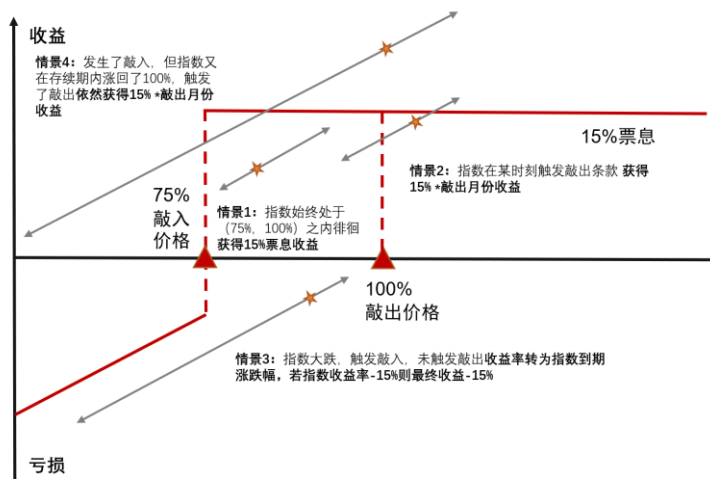 收益
情景4：发生了敲入，但指数又
在存续期内涨回了100%，触发
了敲出依然获得15% *敲出月份
收益
15%票息
情景2：指数在某时刻触发敲出条款 获得
15% *敲出月份收益
75%
敲入
价格
情景1：指数始终处于
（75%，100%）之内徘徊
获得15%票息收益
100%
敲出价格
情景3：指数大跌，触发敲入，未触发敲出收益率转为指数到期
涨跌幅，若指数收益率-15%则最终收益-15%
亏损